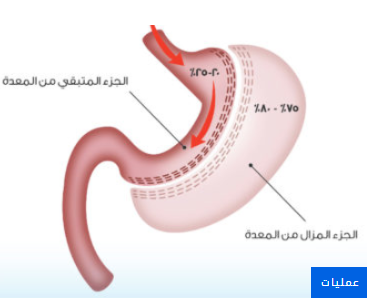 ٢٠-٢٥٪
الجزء المتبقي من المعدة
٧٥٪ - ٨٠٪
الجزء المزال من المعدة
عمليات